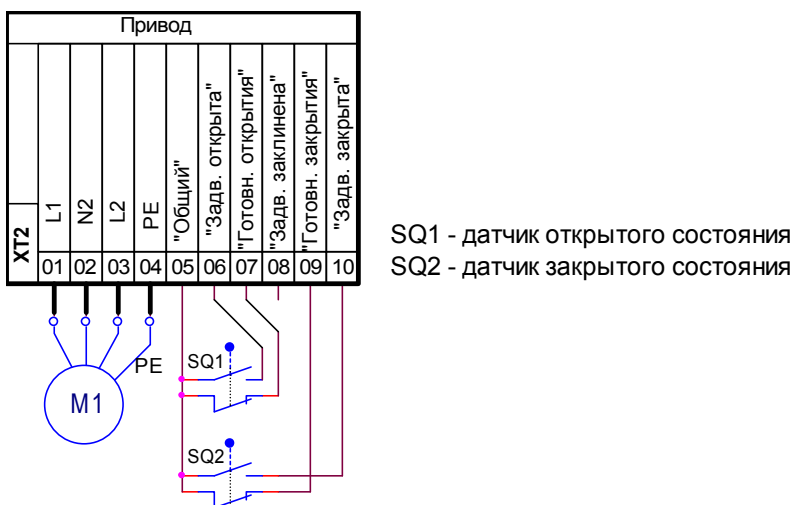 Привод
XT2
L1
N2
L2
PE
"Общий"
"Задв. открыта"
"Готовн. открытия"
"Задв. заклинена"
"Готовн. закрытия"
"Задв. закрыта"
01 02 03 04 05 06 07 08 09 10
SQ1 - датчик открытого состояния
SQ2 - датчик закрытого состояния
PE
SQ1
M1
SQ2